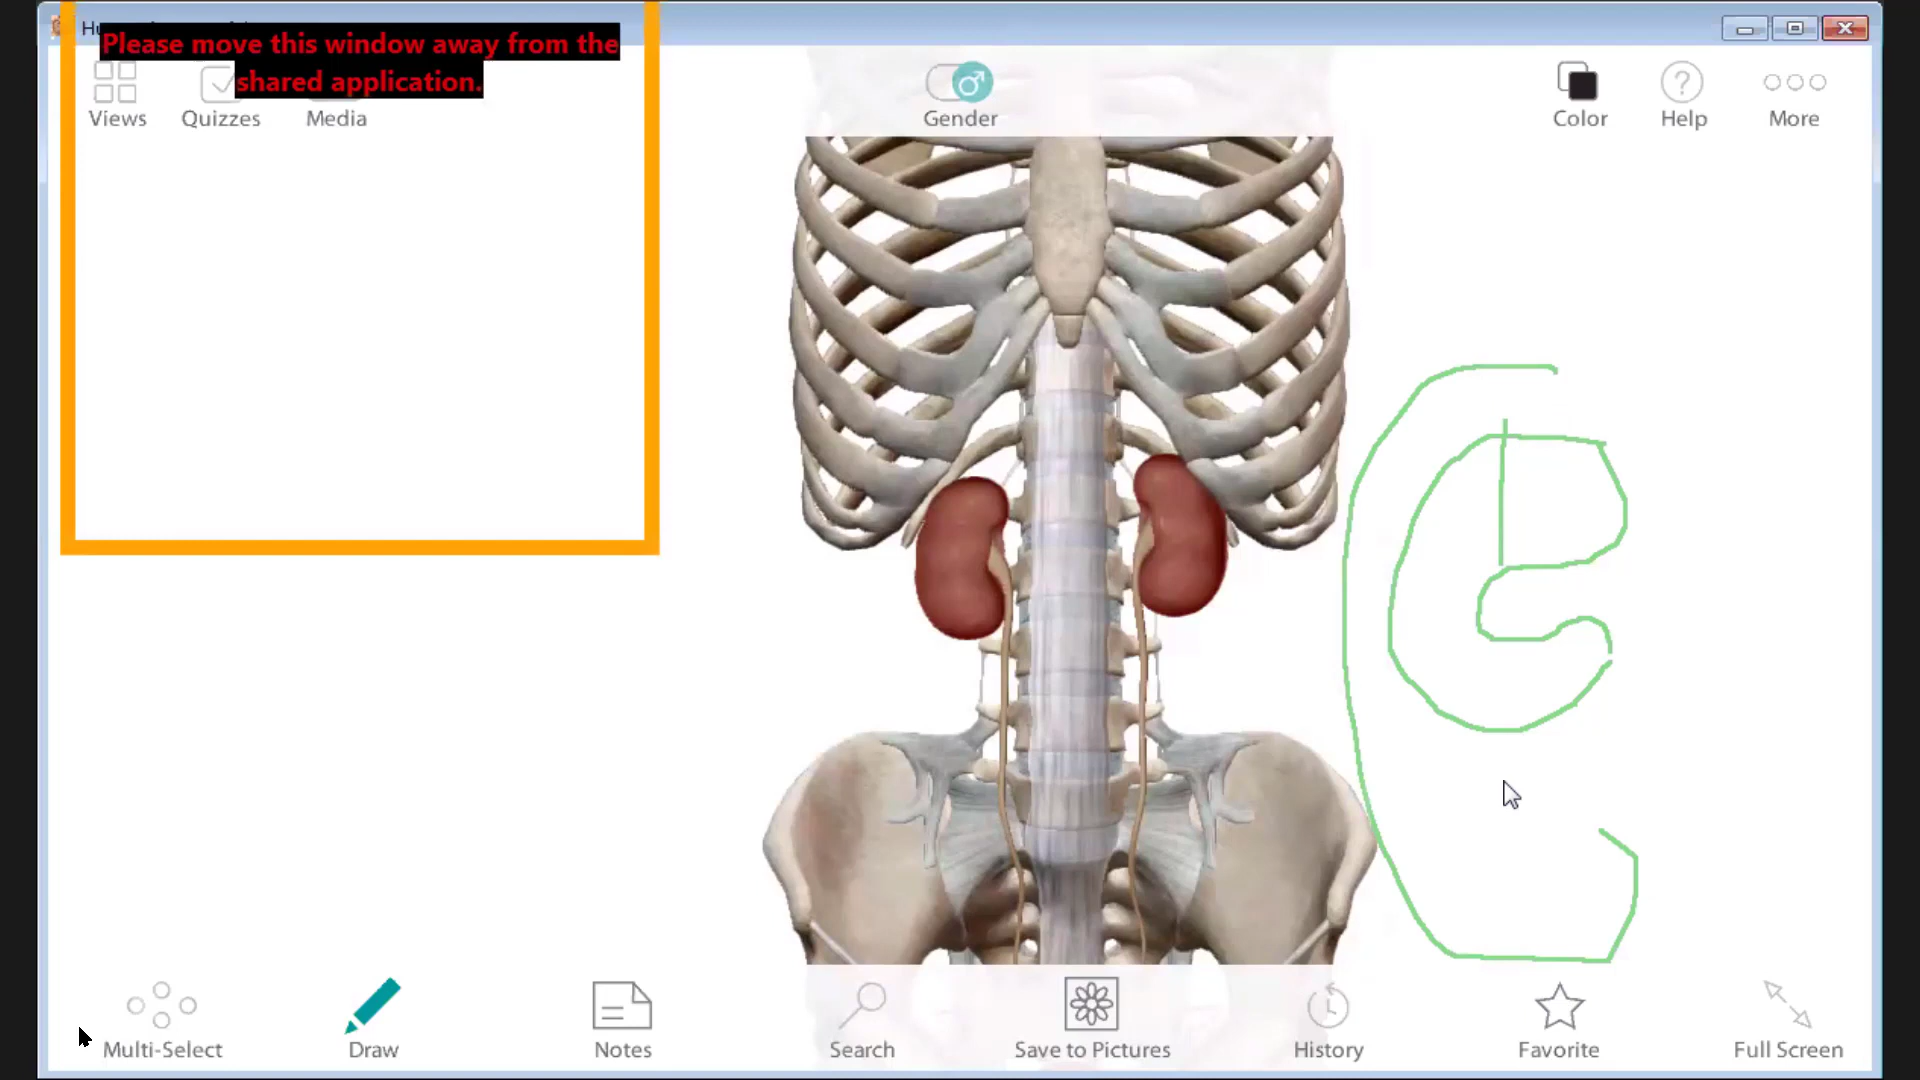 Please move this window away from the
shared application.
Views
Quizzes
Media
Gender
Color
Help
More
Multi-Select
Draw
Notes
Search
Save to Pictures
History
Favorite
Full Screen